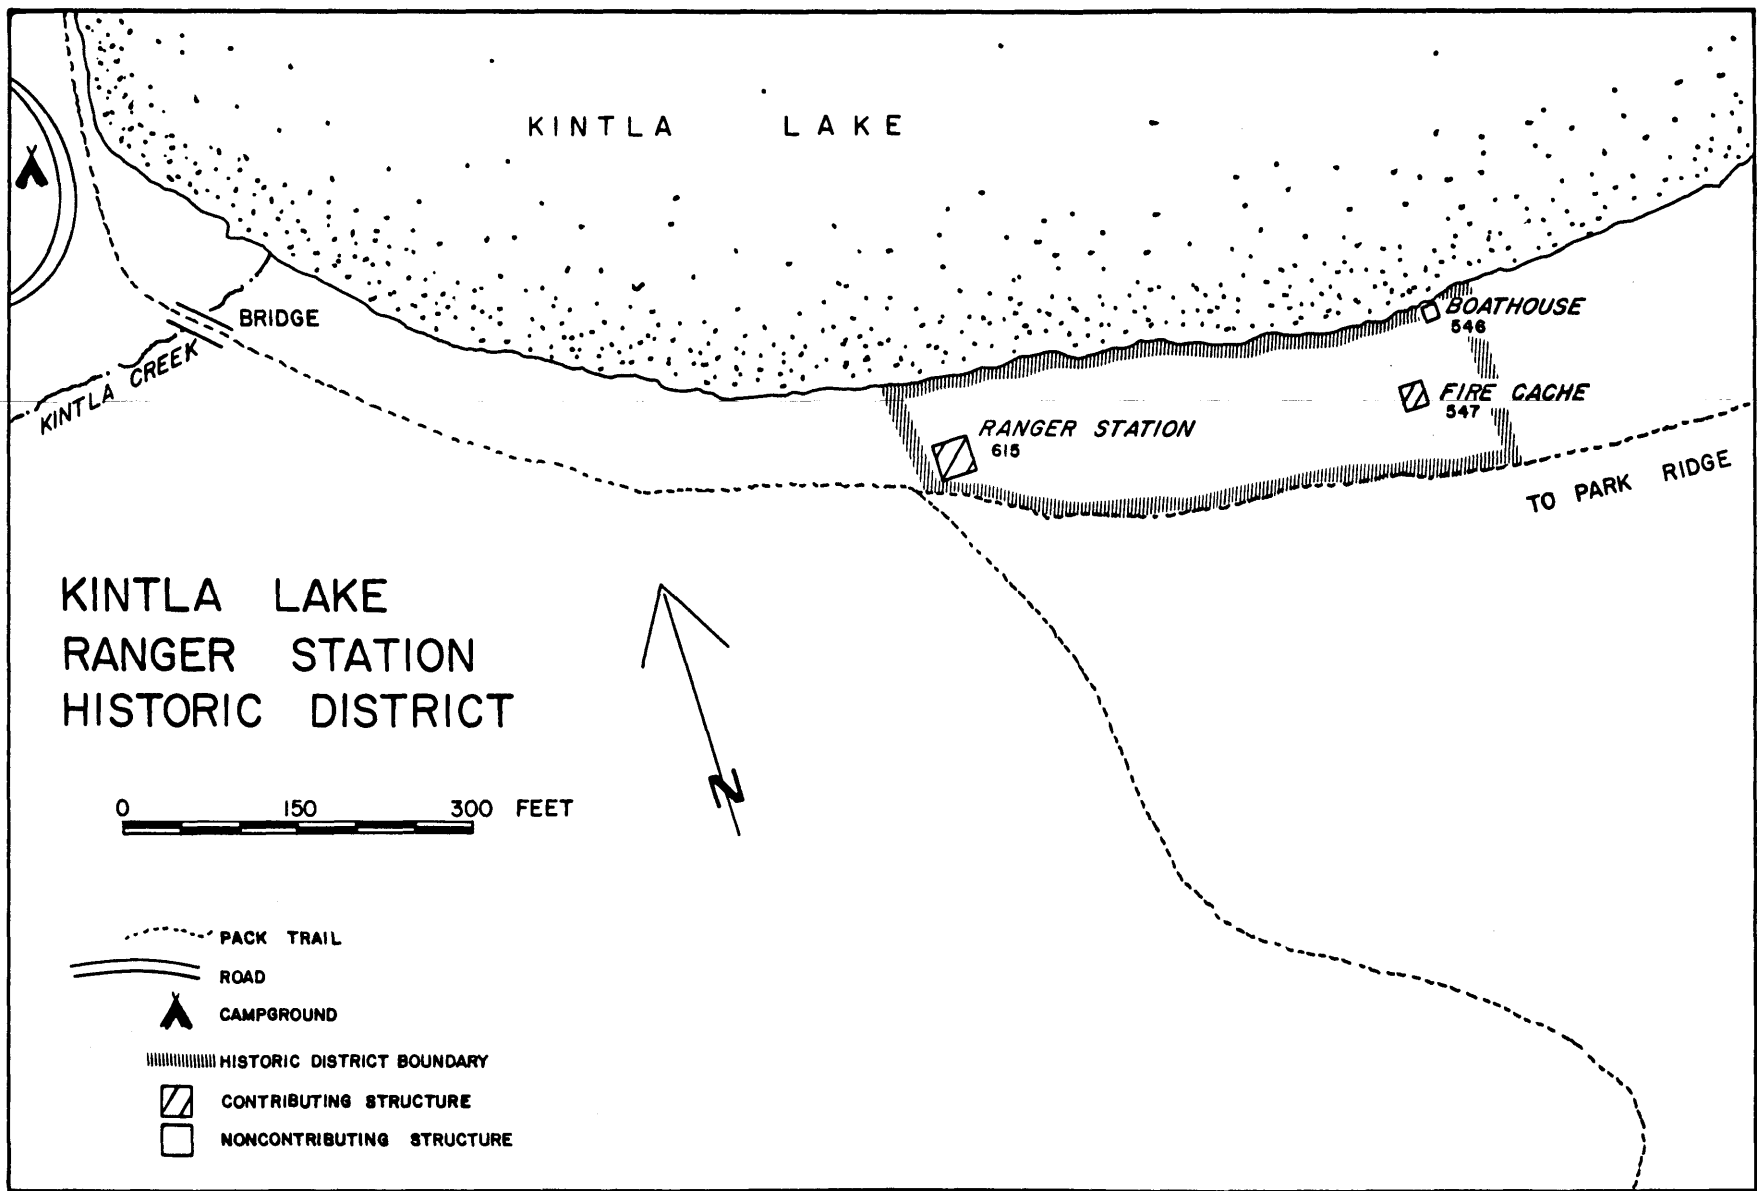 KINTLA LAKE
BRIDGE
KINTLA CREEK
BOATHOUSE
546
FIRE CACHE
547
RANGER STATION
615
TO PARK RIDGE
KINTLA LAKE
RANGER STATION
HISTORIC DISTRICT
N
0 150 300 FEET
PACK TRAIL
ROAD
CAMPGROUND
HISTORIC DISTRICT BOUNDARY
CONTRIBUTING STRUCTURE
NONCONTRIBUTING STRUCTURE